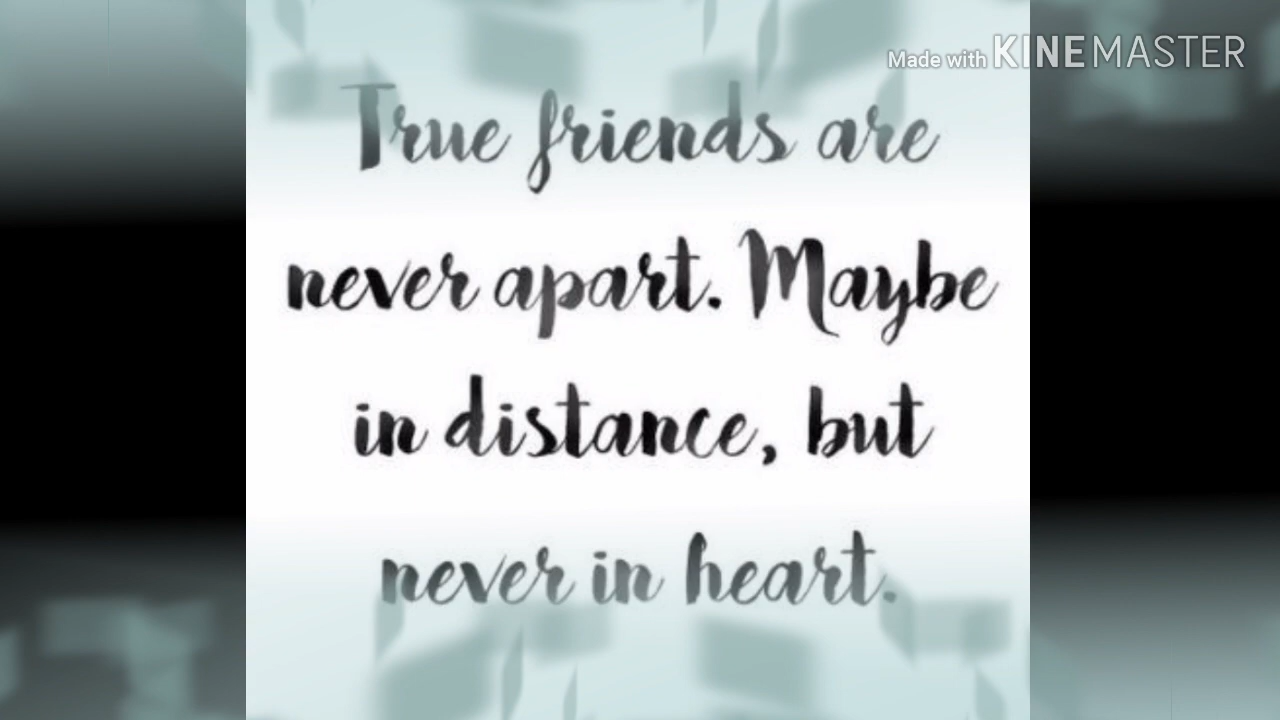 Made with KINEMASTER
True friends are
never apart. Maybe
in distance, but
never in heart.